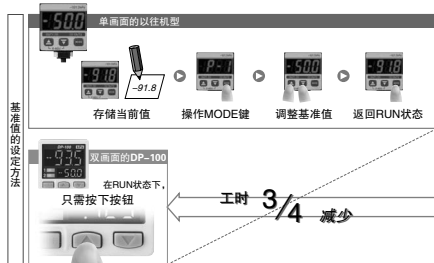 基准值的设定方法
-50.0
单画面的以往机型
-91.8
-91.8
P-1
-50.0
-91.8
存储当前值
操作MODE键
调整基准值
返回RUN状态
DP-100
-93.5
-50.0
双画面的DP-100
在RUN状态下，
只需按下按钮
工时 3/4 减少